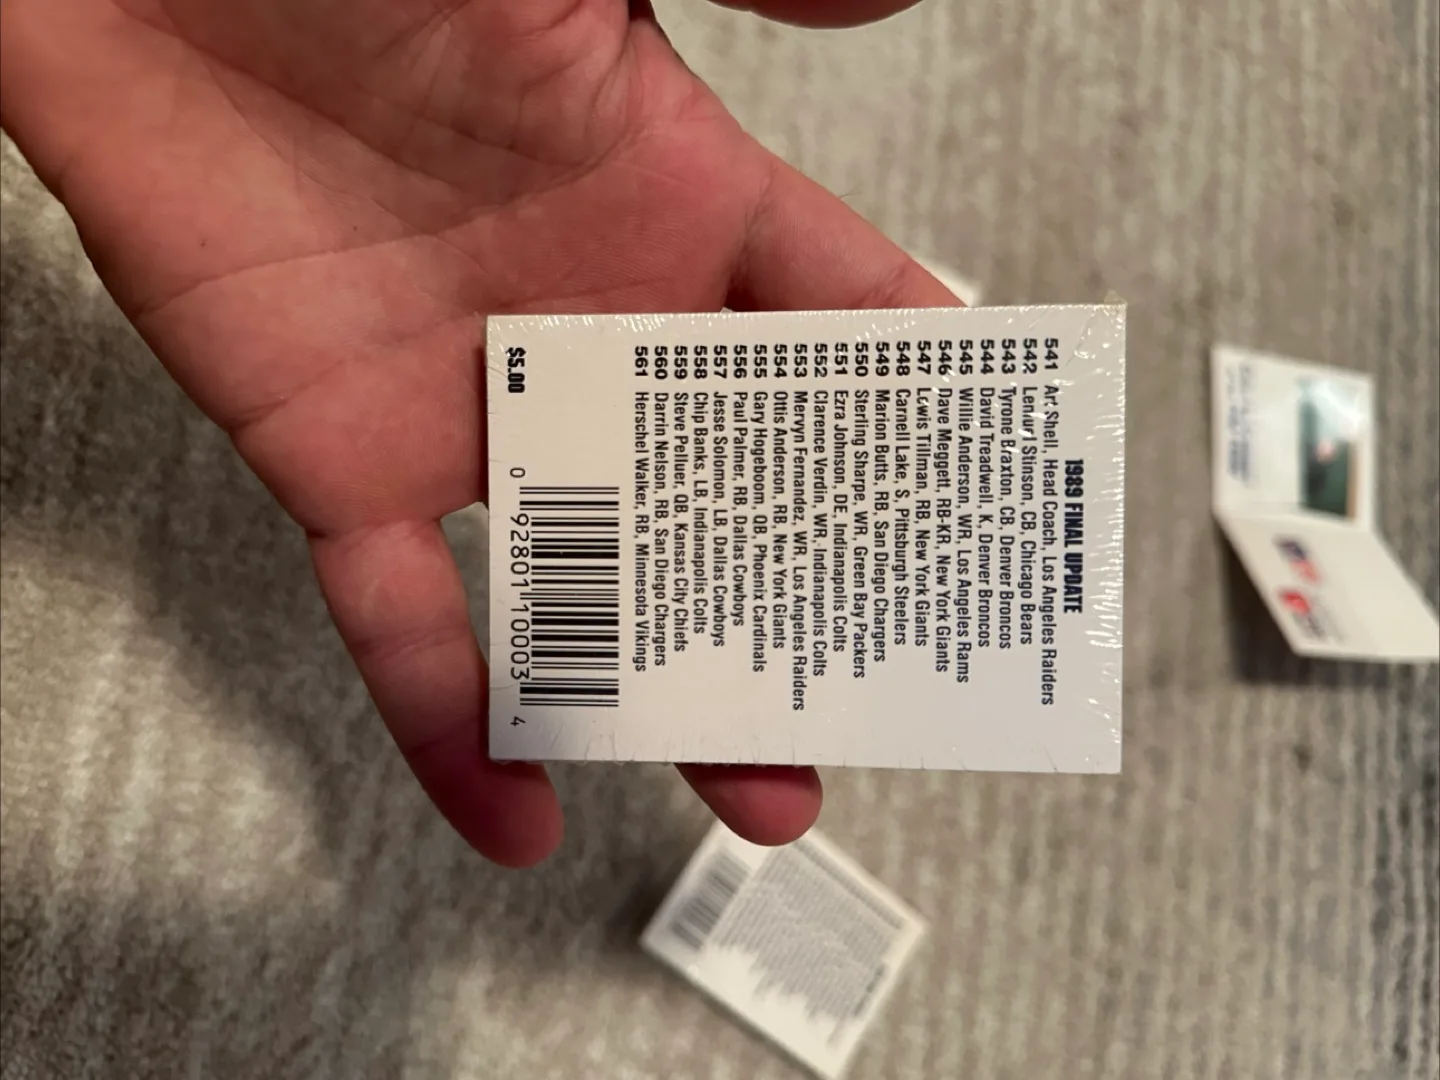 1989 FINAL UPDATE
541 Art Shell, Head Coach, Los Angeles Raiders
542 Lemuel Stinson, CB, Chicago Bears
543 Tyrone Braxton, CB, Denver Broncos
544 David Treadwell, K, Denver Broncos
545 Willie Anderson, WR, Los Angeles Rams
546 Dave Meggett, RB-KR, New York Giants
547 Lewis Tillman, RB, New York Giants
548 Carnell Lake, S, Pittsburgh Steelers
549 Marion Butts, RB, San Diego Chargers
550 Sterling Sharpe, WR, Green Bay Packers
551 Ezra Johnson, DE, Indianapolis Colts
552 Clarence Verdin, WR, Indianapolis Colts
553 Mervyn Fernandez, WR, Los Angeles Raiders
554 Ottis Anderson, RB, New York Giants
555 Gary Hogeboom, QB, Phoenix Cardinals
556 Paul Palmer, RB, Dallas Cowboys
557 Jesse Solomon, LB, Dallas Cowboys
558 Chip Banks, LB, Indianapolis Colts
559 Steve Pelluer, QB, Kansas City Chiefs
560 Darrin Nelson, RB, San Diego Chargers
561 Herschel Walker, RB, Minnesota Vikings
$5.00
0 92801 10003 4